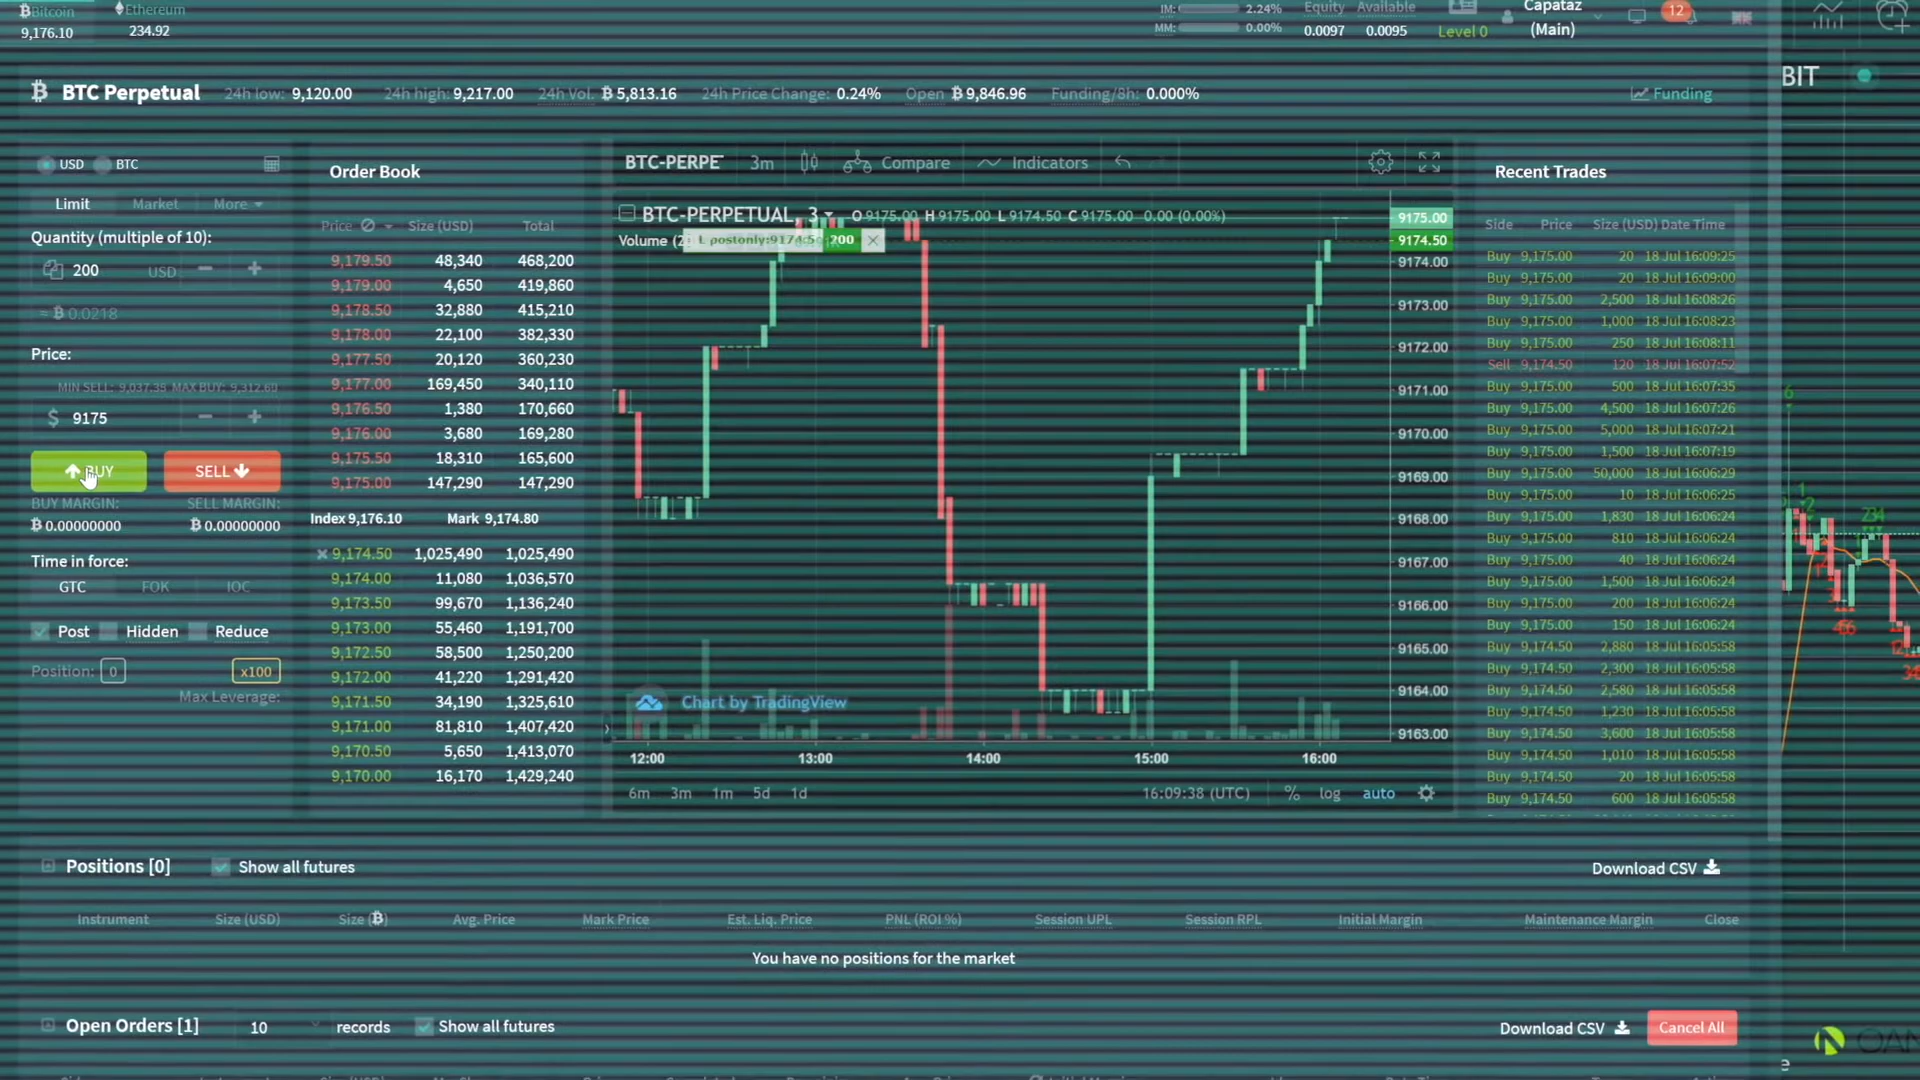 Bitcoin Ethereum
9,176.10 234.92
IM: 2.24% Equity Available Capataz 12
MM: 0.00% 0.0097 0.0095 Level 0 (Main)
BIT
BTC Perpetual 24h low: 9,120.00 24h high: 9,217.00 24h Vol. ₿ 5,813.16 24h Price Change: 0.24% Open ₿ 9,846.96 Funding/8h: 0.000% Funding
USD BTC
Limit Market More
Quantity (multiple of 10):
200 USD
≈ ₿ 0.0218
Price:
MIN SELL: 9,037.39 MAX BUY: 9,312.60
$ 9175
BUY SELL
BUY MARGIN: SELL MARGIN:
₿ 0.00000000 ₿ 0.00000000
Time in force:
GTC FOK IOC
Post Hidden Reduce
Position: 0 x100
Max Leverage:
Order Book
Price Size (USD) Total
9,179.50 48,340 468,200
9,179.00 4,650 419,860
9,178.50 32,880 415,210
9,178.00 22,100 382,330
9,177.50 20,120 360,230
9,177.00 169,450 340,110
9,176.50 1,380 170,660
9,176.00 3,680 169,280
9,175.50 18,310 165,600
9,175.00 147,290 147,290
Index 9,176.10 Mark 9,174.80
9,174.50 1,025,490 1,025,490
9,174.00 11,080 1,036,570
9,173.50 99,670 1,136,240
9,173.00 55,460 1,191,700
9,172.50 58,500 1,250,200
9,172.00 41,220 1,291,420
9,171.50 34,190 1,325,610
9,171.00 81,810 1,407,420
9,170.50 5,650 1,413,070
9,170.00 16,170 1,429,240
BTC-PERPE 3m Compare Indicators
BTC-PERPETUAL, 3 O 9175.00 H 9175.00 L 9174.50 C 9175.00 0.00 (0.00%)
Volume (2 L postonly:9174.5 200
9175.00
9174.50
9174.00
9173.00
9172.00
9171.00
9170.00
9169.00
9168.00
9167.00
9166.00
9165.00
9164.00
9163.00
Chart by TradingView
12:00 13:00 14:00 15:00 16:00
6m 3m 1m 5d 1d 16:09:38 (UTC) % log auto
Recent Trades
Side Price Size (USD) Date Time
Buy 9,175.00 20 18 Jul 16:09:25
Buy 9,175.00 20 18 Jul 16:09:00
Buy 9,175.00 2,500 18 Jul 16:08:26
Buy 9,175.00 1,000 18 Jul 16:08:23
Buy 9,175.00 250 18 Jul 16:08:11
Sell 9,174.50 120 18 Jul 16:07:52
Buy 9,175.00 500 18 Jul 16:07:35
Buy 9,175.00 4,500 18 Jul 16:07:26
Buy 9,175.00 5,000 18 Jul 16:07:21
Buy 9,175.00 1,500 18 Jul 16:07:19
Buy 9,175.00 50,000 18 Jul 16:06:29
Buy 9,175.00 10 18 Jul 16:06:25
Buy 9,175.00 1,830 18 Jul 16:06:24
Buy 9,175.00 810 18 Jul 16:06:24
Buy 9,175.00 40 18 Jul 16:06:24
Buy 9,175.00 1,500 18 Jul 16:06:24
Buy 9,175.00 200 18 Jul 16:06:24
Buy 9,175.00 150 18 Jul 16:06:24
Buy 9,174.50 2,880 18 Jul 16:05:58
Buy 9,174.50 2,300 18 Jul 16:05:58
Buy 9,174.50 2,580 18 Jul 16:05:58
Buy 9,174.50 1,230 18 Jul 16:05:58
Buy 9,174.50 3,600 18 Jul 16:05:58
Buy 9,174.50 1,010 18 Jul 16:05:58
Buy 9,174.50 20 18 Jul 16:05:58
Buy 9,174.50 600 18 Jul 16:05:58
Positions [0] Show all futures Download CSV
Instrument Size (USD) Size (₿) Avg. Price Mark Price Est. Liq. Price PNL (ROI %) Session UPL Session RPL Initial Margin Maintenance Margin Close
You have no positions for the market
Open Orders [1] 10 records Show all futures Download CSV Cancel All